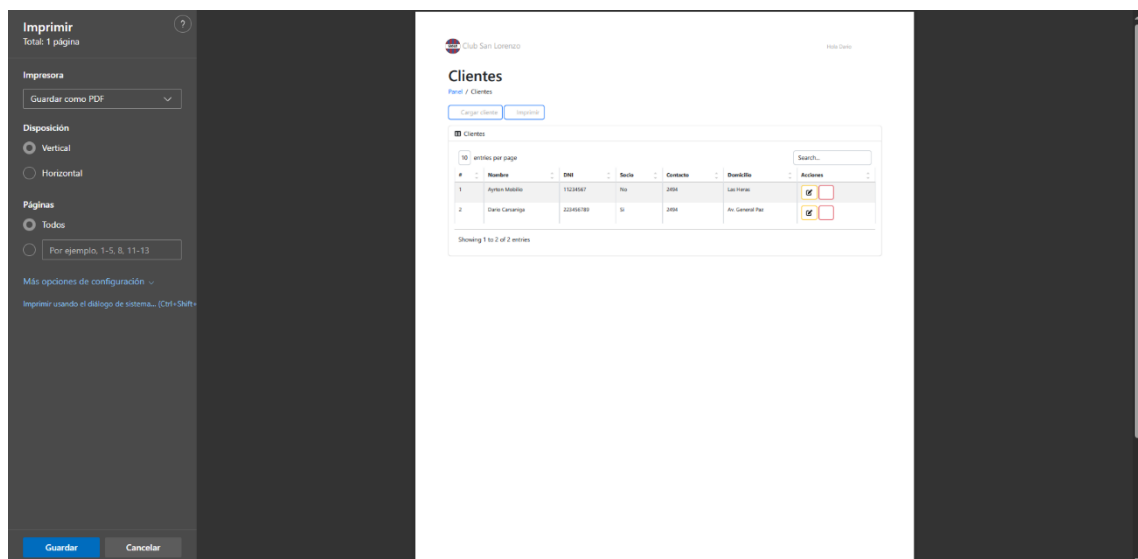 Imprimir
?
Total: 1 página
Impresora
Guardar como PDF
Disposición
Vertical
Horizontal
Páginas
Todos
Por ejemplo, 1-5, 8, 11-13
Más opciones de configuración
Imprimir usando el diálogo de sistema... (Ctrl+Shift+
Guardar Cancelar
Club San Lorenzo
Hola Dario
Clientes
Panel / Clientes
Cargar cliente Imprimir
Clientes
10 entries per page Search...
# Nombre DNI Socio Contacto Domicilio Acciones
1 Ayrton Mobilio 11234567 No 2494 Las Heras
2 Dario 223456789 Si 2494 Av. General Paz
Showing 1 to 2 of 2 entries